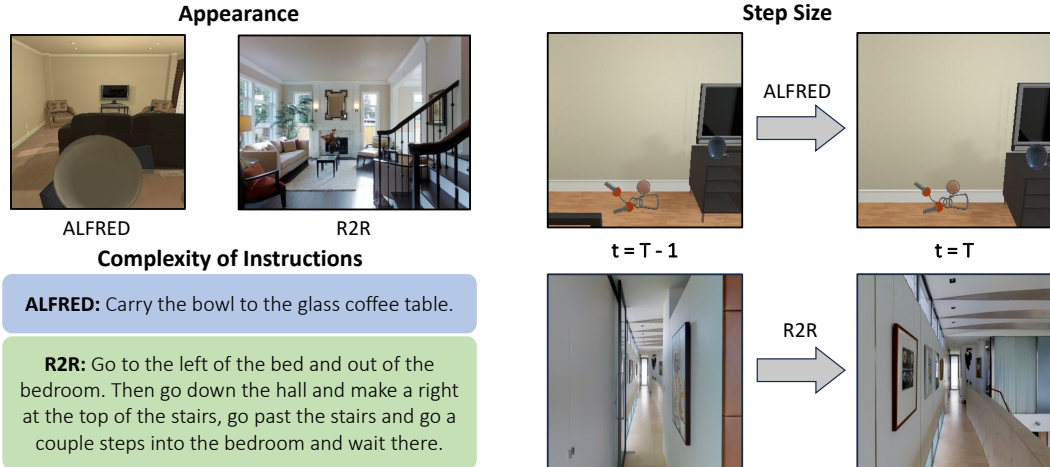 Appearance
ALFRED
R2R
Complexity of Instructions
ALFRED: Carry the bowl to the glass coffee table.
R2R: Go to the left of the bed and out of the
bedroom. Then go down the hall and make a right
at the top of the stairs, go past the stairs and go a
couple steps into the bedroom and wait there.
Step Size
ALFRED
t = T - 1
t = T
R2R